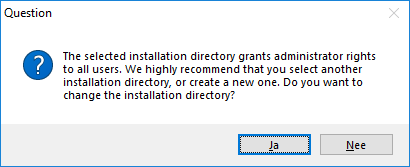 Question
The selected installation directory grants administrator rights
to all users. We highly recommend that you select another
installation directory, or create a new one. Do you want to
change the installation directory?
Ja
Nee